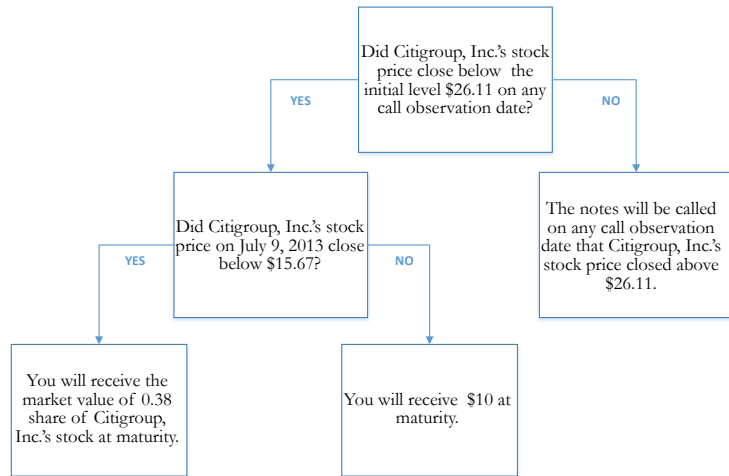 Did Citigroup, Inc.'s stock
price close below the
initial level $26.11 on any
call observation date?
YES
NO
Did Citigroup, Inc.'s stock
price on July 9, 2013 close
below $15.67?
The notes will be called
on any call observation
date that Citigroup, Inc.'s
stock price closed above
$26.11.
YES
NO
You will receive the
market value of 0.38
share of Citigroup,
Inc.'s stock at maturity.
You will receive $10 at
maturity.